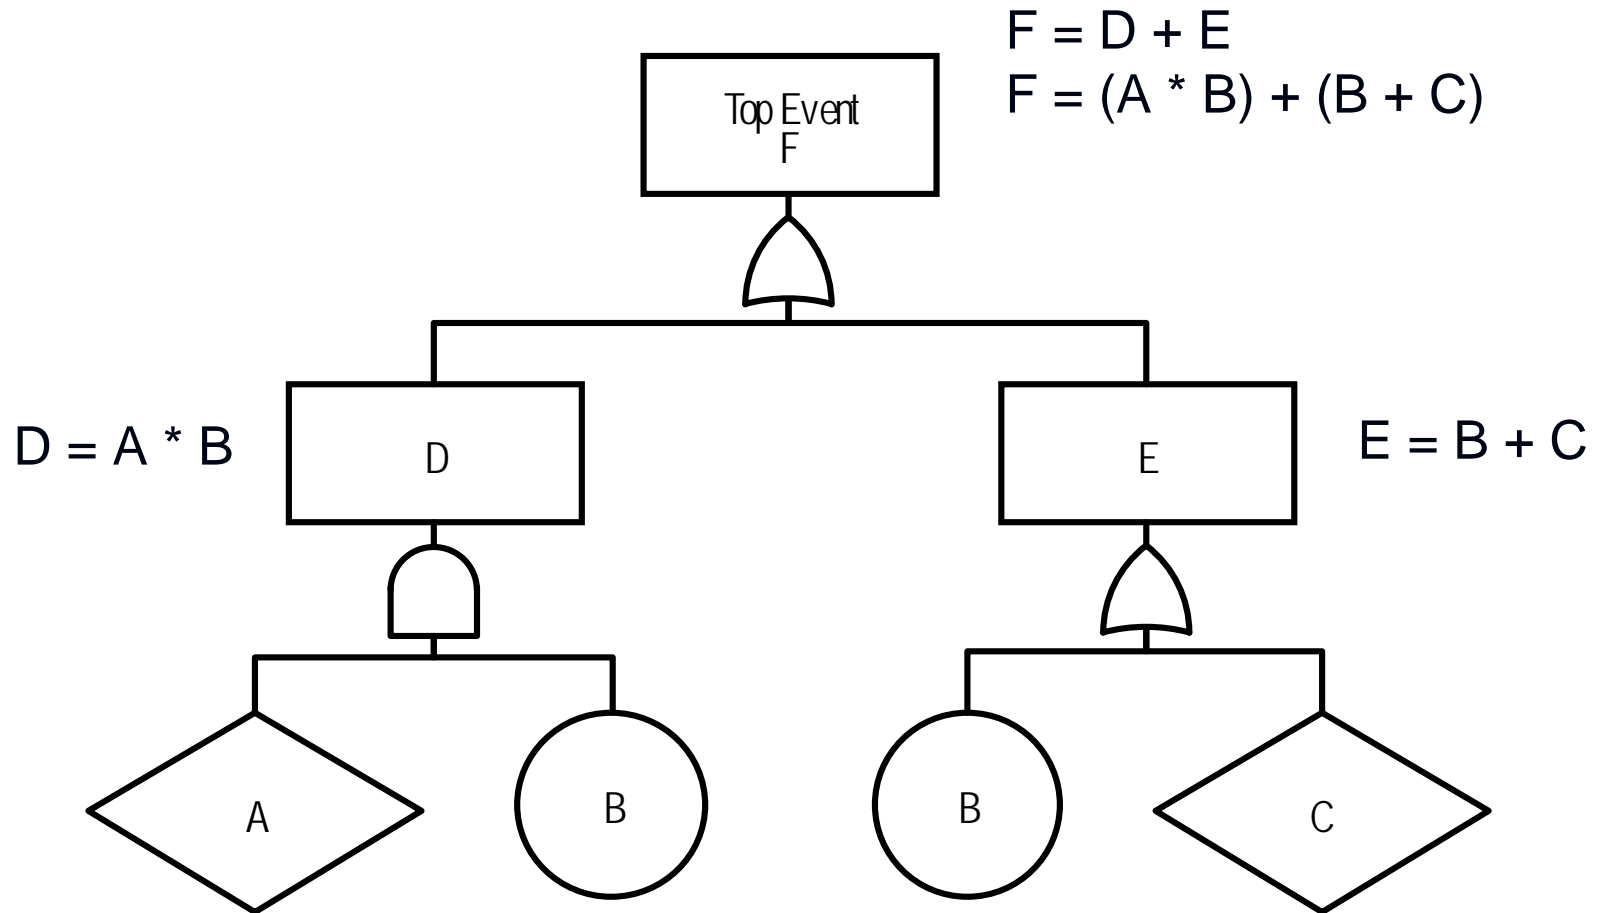 F = D + E
F = (A * B) + (B + C)
Top Event
F
D = A * B
D
E
E = B + C
A
B
B
C